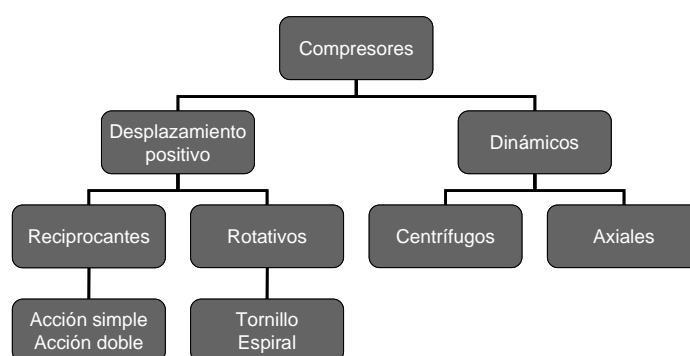 Compresores
Desplazamiento
positivo
Dinámicos
Reciprocantes
Rotativos
Centrífugos
Axiales
Acción simple
Acción doble
Tornillo
Espiral